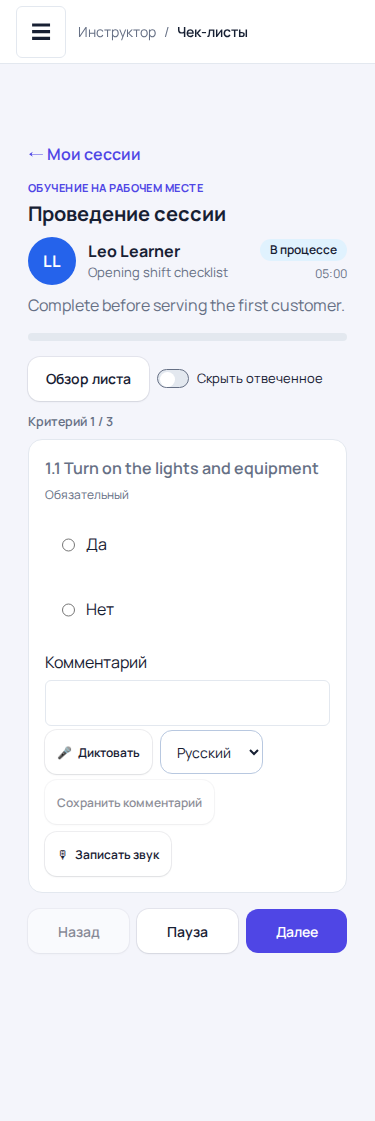 Инструктор / Чек-листы
← Мои сессии
ОБУЧЕНИЕ НА РАБОЧЕМ МЕСТЕ
Проведение сессии
LL
Leo Learner
В процессе
Opening shift checklist
05:00
Complete before serving the first customer.
Обзор листа
Скрыть отвеченное
Критерий 1 / 3
1.1 Turn on the lights and equipment
Обязательный
Да
Нет
Комментарий
Диктовать
Русский
Сохранить комментарий
Записать звук
Назад
Пауза
Далее